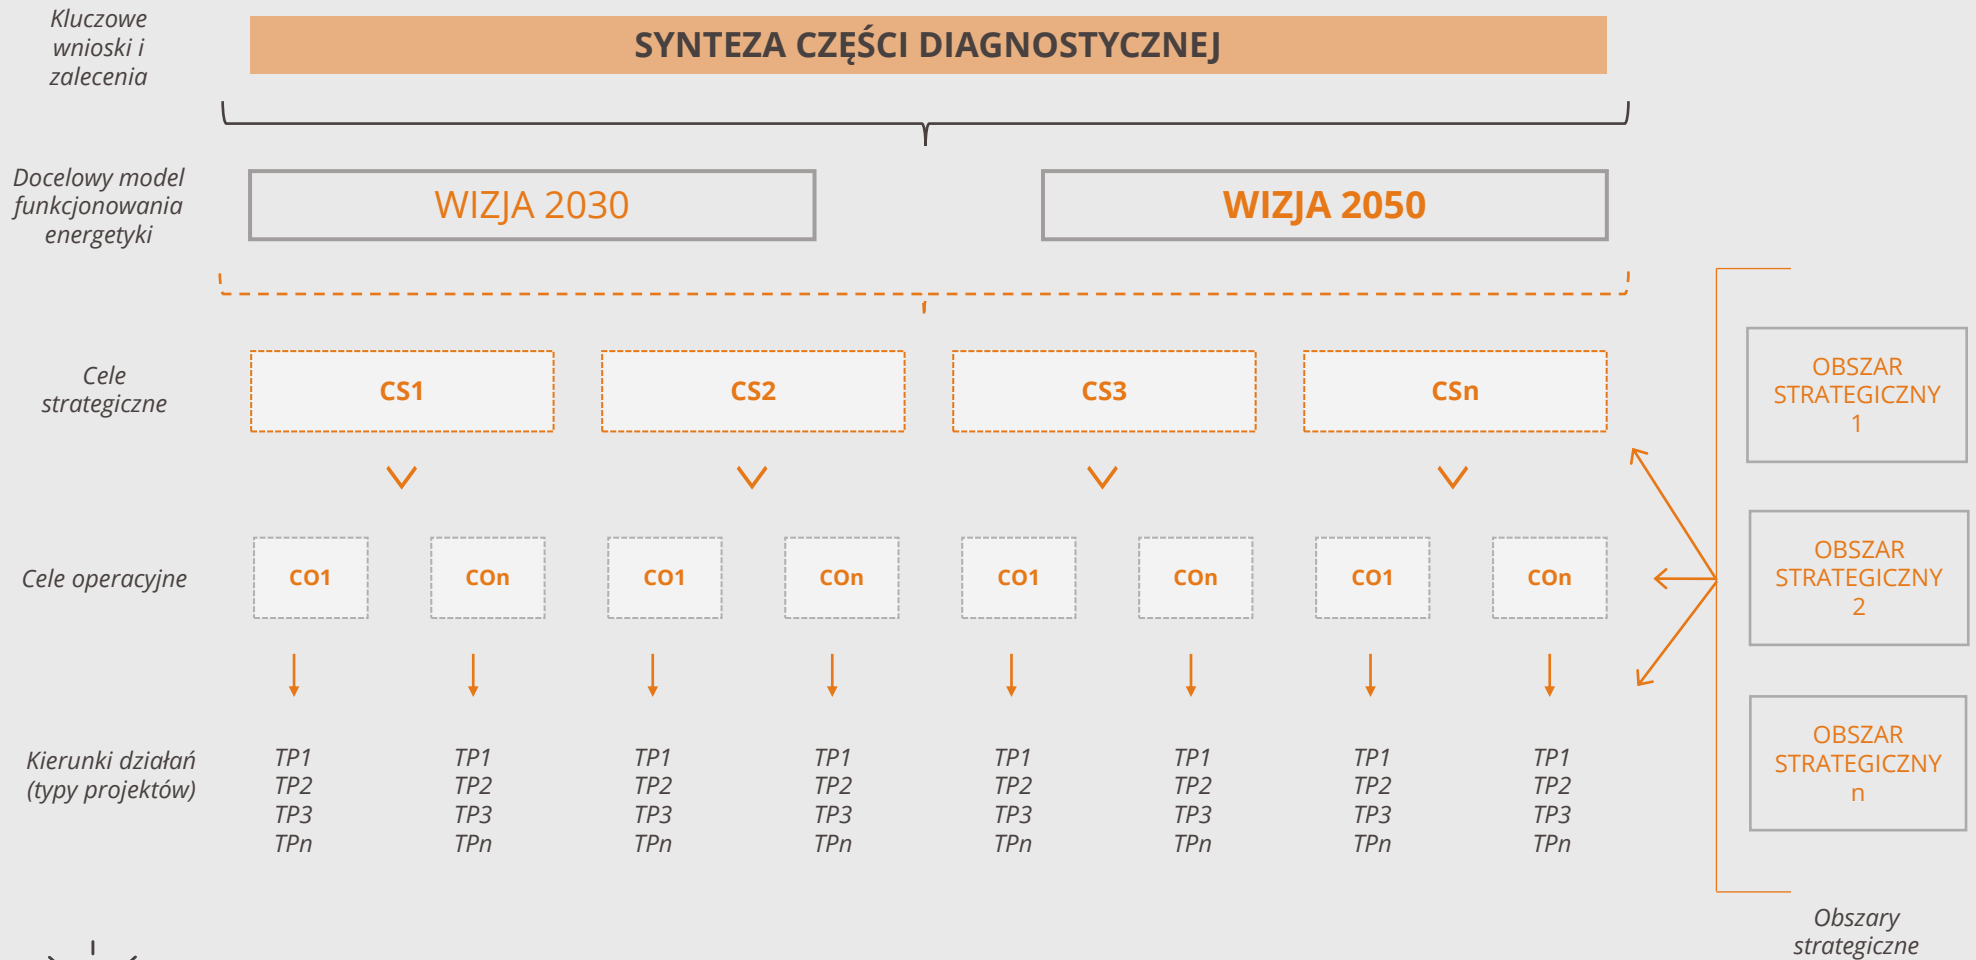 Kluczowe
wnioski i
zalecenia
SYNTEZA CZĘŚCI DIAGNOSTYCZNEJ
Docelowy model
funkcjonowania
energetyki
WIZJA 2030
WIZJA 2050
Cele
strategiczne
CS1
CS2
CS3
CSn
Cele operacyjne
CO1
COn
CO1
COn
CO1
COn
CO1
COn
Kierunki działań
(typy projektów)
TP1
TP2
TP3
TPn
TP1
TP2
TP3
TPn
TP1
TP2
TP3
TPn
TP1
TP2
TP3
TPn
TP1
TP2
TP3
TPn
TP1
TP2
TP3
TPn
TP1
TP2
TP3
TPn
TP1
TP2
TP3
TPn
OBSZAR
STRATEGICZNY
1
OBSZAR
STRATEGICZNY
2
OBSZAR
STRATEGICZNY
n
Obszary
strategiczne